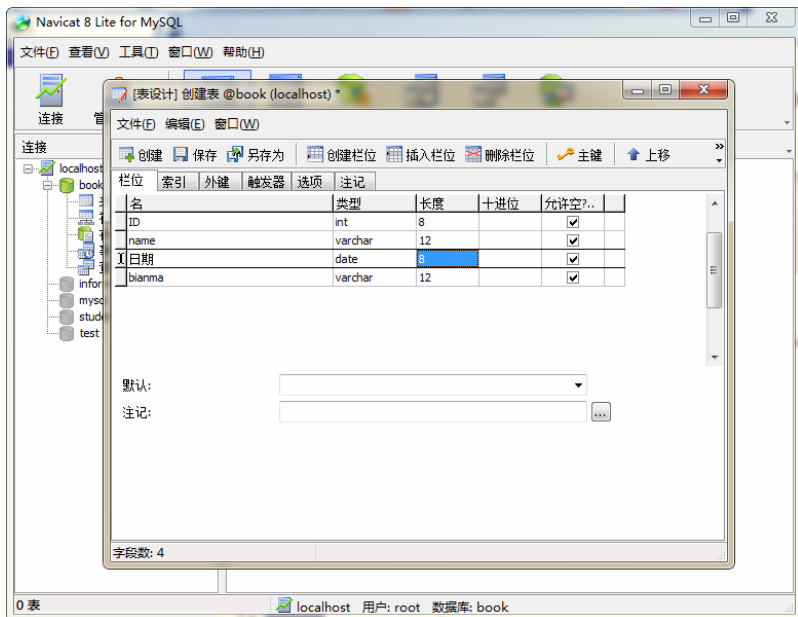 Navicat 8 Lite for MySQL
文件(F) 查看(V) 工具(T) 窗口(W) 帮助(H)
连接
连接
localhost
book
mysq
test
[表设计] 创建表 @book (localhost) *
文件(F) 编辑(E) 窗口(W)
创建 保存 另存为 创建栏位 插入栏位 删除栏位 主键 上移
栏位 索引 外键 触发器 选项 注记
名 类型 长度 十进位 允许空?..
ID int 8
name varchar 12
日期 date 8
bianma varchar 12
默认:
注记:
...
字段数: 4
0 表 localhost 用户: root 数据库: book